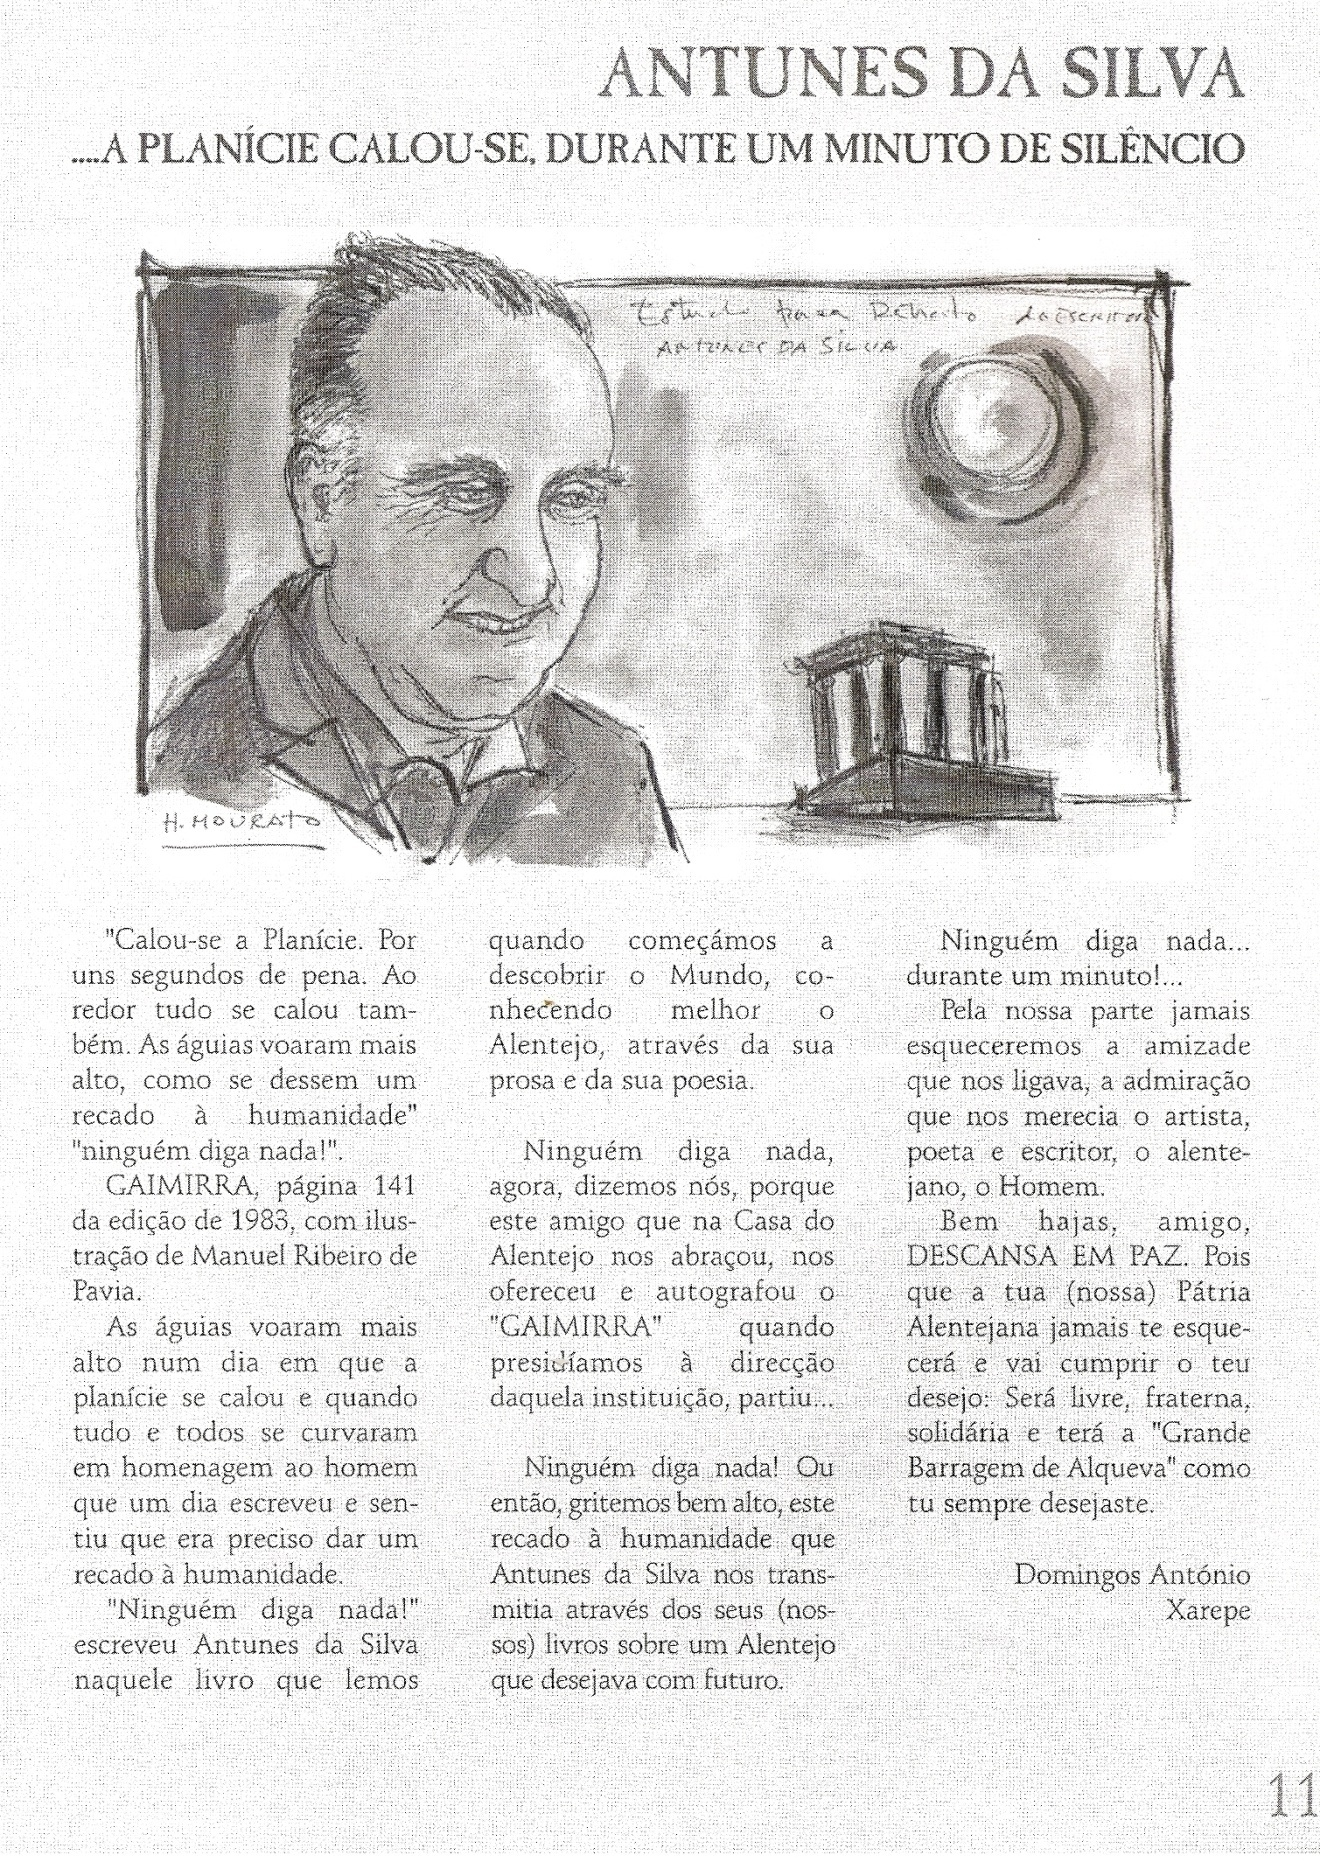 ANTUNES DA SILVA
....A PLANÍCIE CALOU-SE, DURANTE UM MINUTO DE SILÊNCIO
Estudo para Retrato do Escritor
ANTUNES DA SILVA
H. MOURATO
"Calou-se a Planície. Por
uns segundos de pena. Ao
redor tudo se calou tam-
bém. As águias voaram mais
alto, como se dessem um
recado à humanidade"
"ninguém diga nada!".
GAIMIRRA, página 141
da edição de 1983, com ilus-
tração de Manuel Ribeiro de
Pavia.
As águias voaram mais
alto num dia em que a
planície se calou e quando
tudo e todos se curvaram
em homenagem ao homem
que um dia escreveu e sen-
tiu que era preciso dar um
recado à humanidade.
"Ninguém diga nada!"
escreveu Antunes da Silva
naquele livro que lemos
quando começámos a
descobrir o Mundo, co-
nhecendo melhor o
Alentejo, através da sua
prosa e da sua poesia.
Ninguém diga nada,
agora, dizemos nós, porque
este amigo que na Casa do
Alentejo nos abraçou, nos
ofereceu e autografou o
"GAIMIRRA" quando
presidíamos à direcção
daquela instituição, partiu...
Ninguém diga nada! Ou
então, gritemos bem alto, este
recado à humanidade que
Antunes da Silva nos trans-
mitia através dos seus (nos-
sos) livros sobre um Alentejo
que desejava com futuro.
Ninguém diga nada...
durante um minuto!...
Pela nossa parte jamais
esqueceremos a amizade
que nos ligava, a admiração
que nos merecia o artista,
poeta e escritor, o alente-
jano, o Homem.
Bem hajas, amigo,
DESCANSA EM PAZ. Pois
que a tua (nossa) Pátria
Alentejana jamais te esque-
cerá e vai cumprir o teu
desejo: Será livre, fraterna,
solidária e terá a "Grande
Barragem de Alqueva" como
tu sempre desejaste.
Domingos António
Xarepe
11